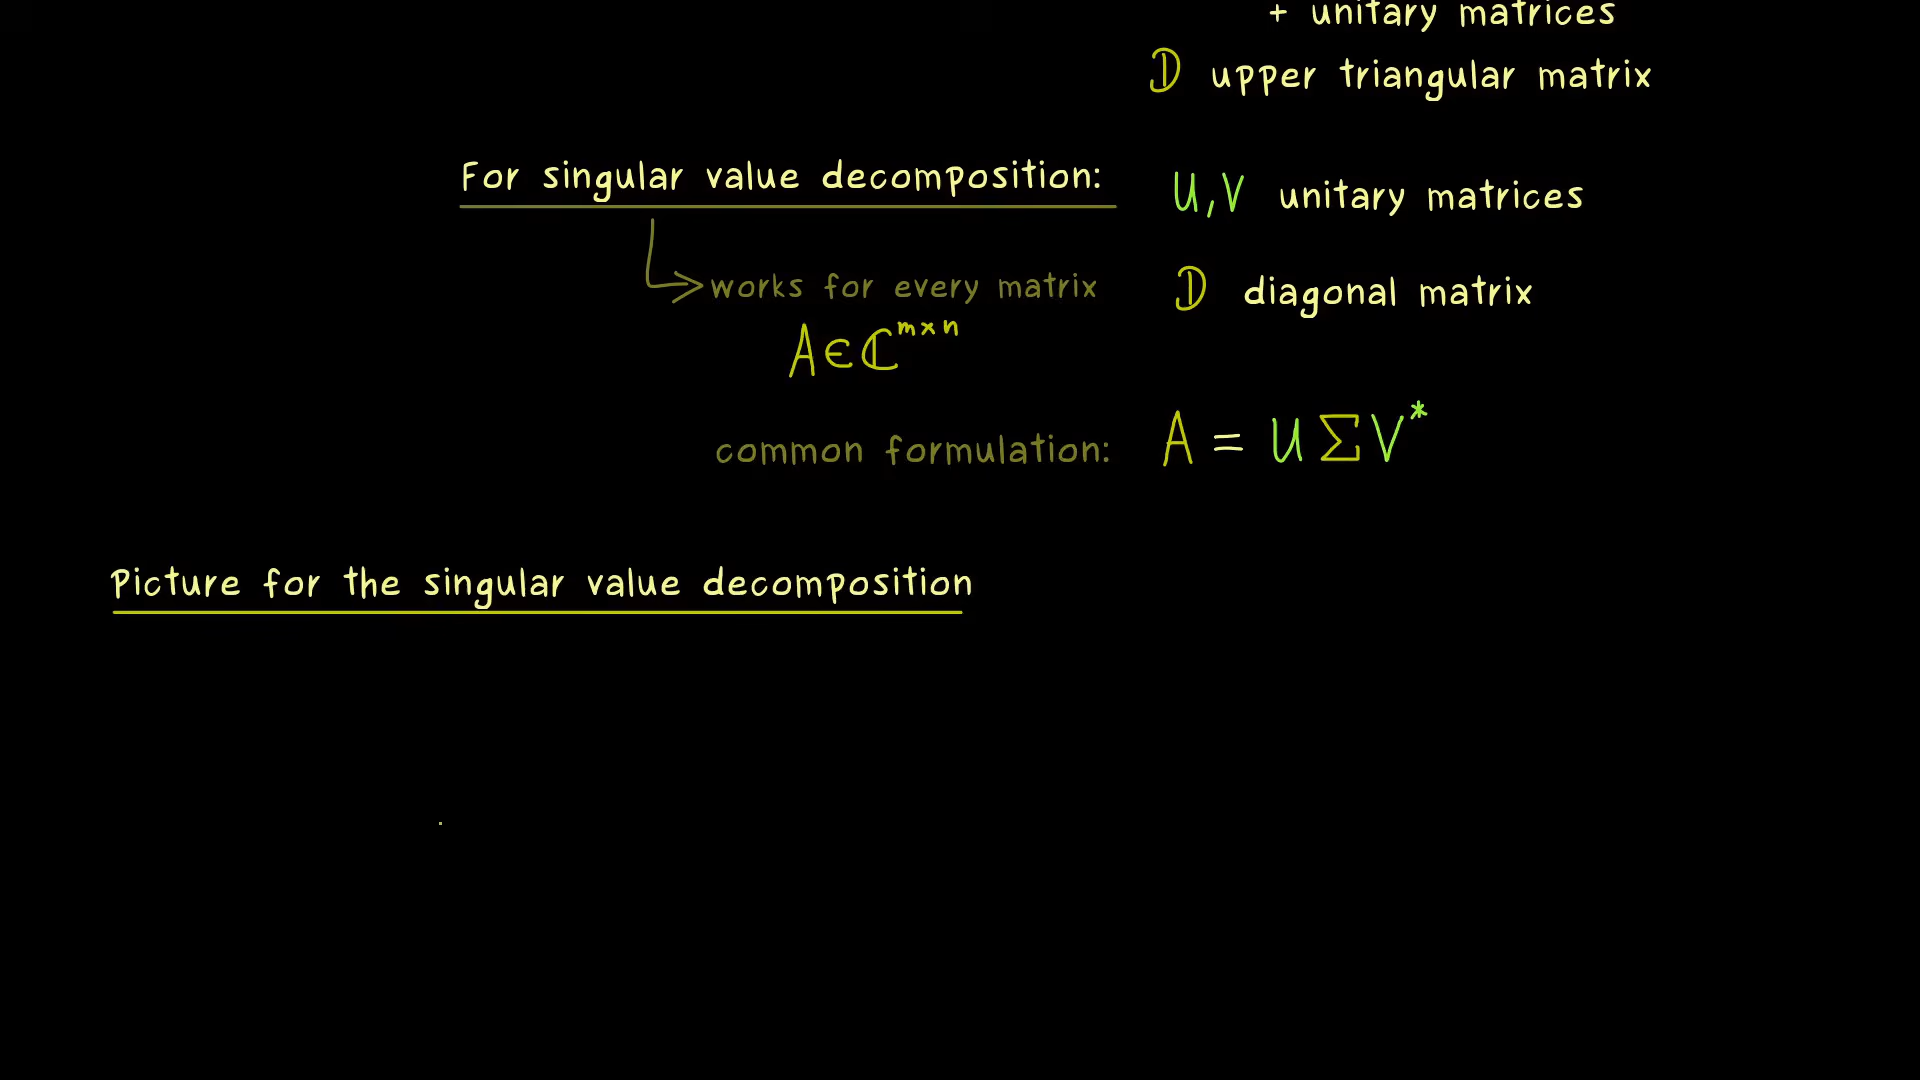 + unitary matrices
D upper triangular matrix
For singular value decomposition: U, V unitary matrices
works for every matrix D diagonal matrix
A ∈ ℂ^{m×n}
common formulation: A = U Σ V*
Picture for the singular value decomposition